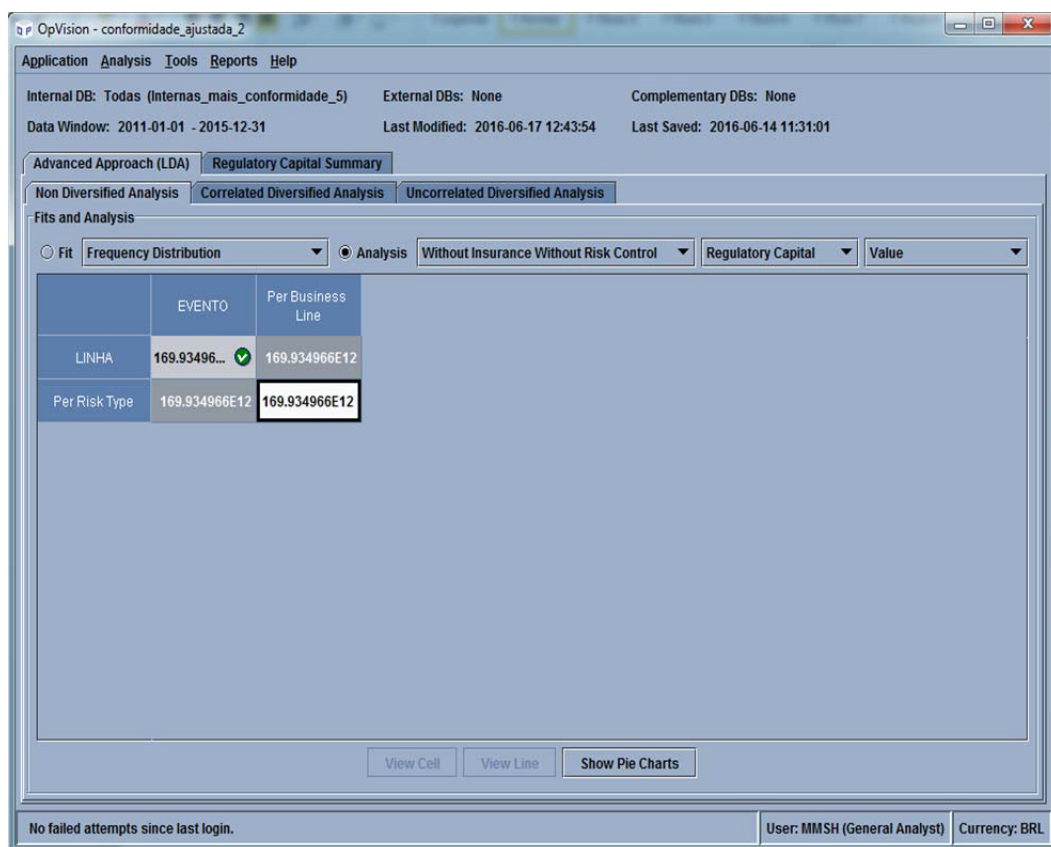 OpVision - conformidade_ajustada_2
Application Analysis Tools Reports Help
Internal DB: Todas (Internas_mais_conformidade_5) External DBs: None Complementary DBs: None
Data Window: 2011-01-01 - 2015-12-31 Last Modified: 2016-06-17 12:43:54 Last Saved: 2016-06-14 11:31:01
Advanced Approach (LDA) Regulatory Capital Summary
Non Diversified Analysis Correlated Diversified Analysis Uncorrelated Diversified Analysis
Fits and Analysis
Fit Frequency Distribution Analysis Without Insurance Without Risk Control Regulatory Capital Value
EVENTO Per Business
Line
LINHA 169.93496... 169.934966E12
Per Risk Type 169.934966E12 169.934966E12
View Cell View Line Show Pie Charts
No failed attempts since last login. User: MMSH (General Analyst) Currency: BRL